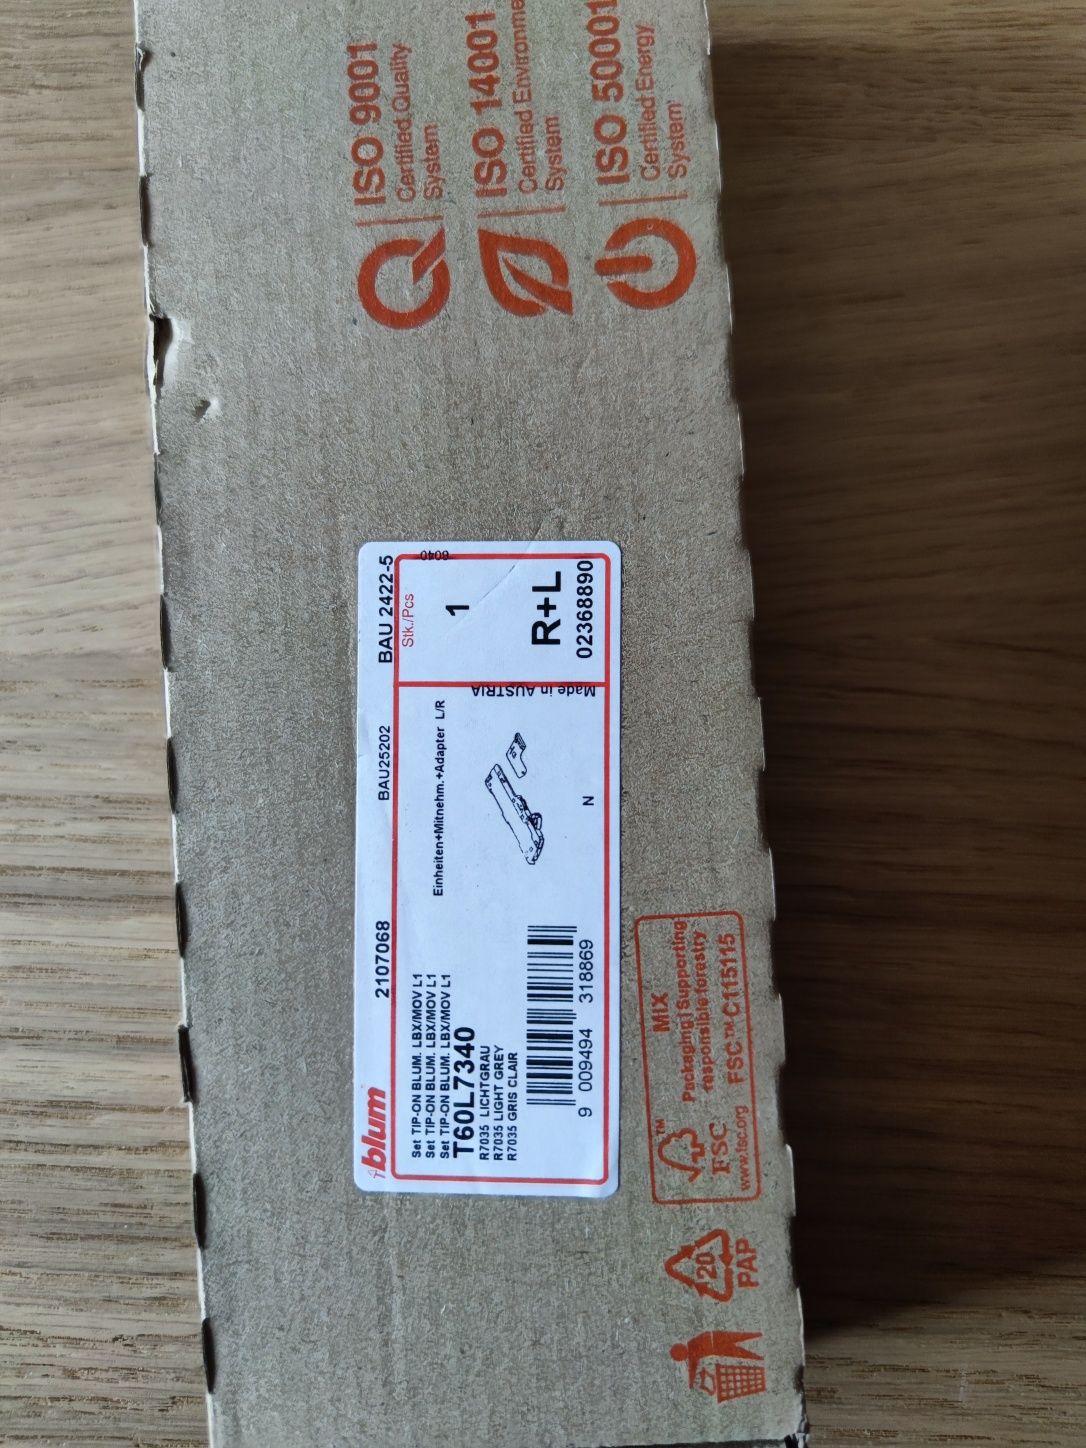 ISO 9001
Certified Quality
System
ISO 14001
Certified Environme
System
ISO 50001
Certified Energy
System
blum
2107068
BAU25202
BAU 2422-5
Set TIP-ON BLUM. LBX/MOV L1
Set TIP-ON BLUM. LBX/MOV L1
Set TIP-ON BLUM. LBX/MOV L1
T60L7340
R7035 LICHTGRAU
R7035 LIGHT GREY
R7035 GRIS CLAIR
9 009494 318869
Einheiten+Mitnehm.+Adapter L/R
N
Made in AUSTRIA
Stk./Pcs
6040
1
R+L
02368890
FSC™
www.fsc.org
MIX
Packaging | Supporting
responsible forestry
FSC™ C115115
20
PAP